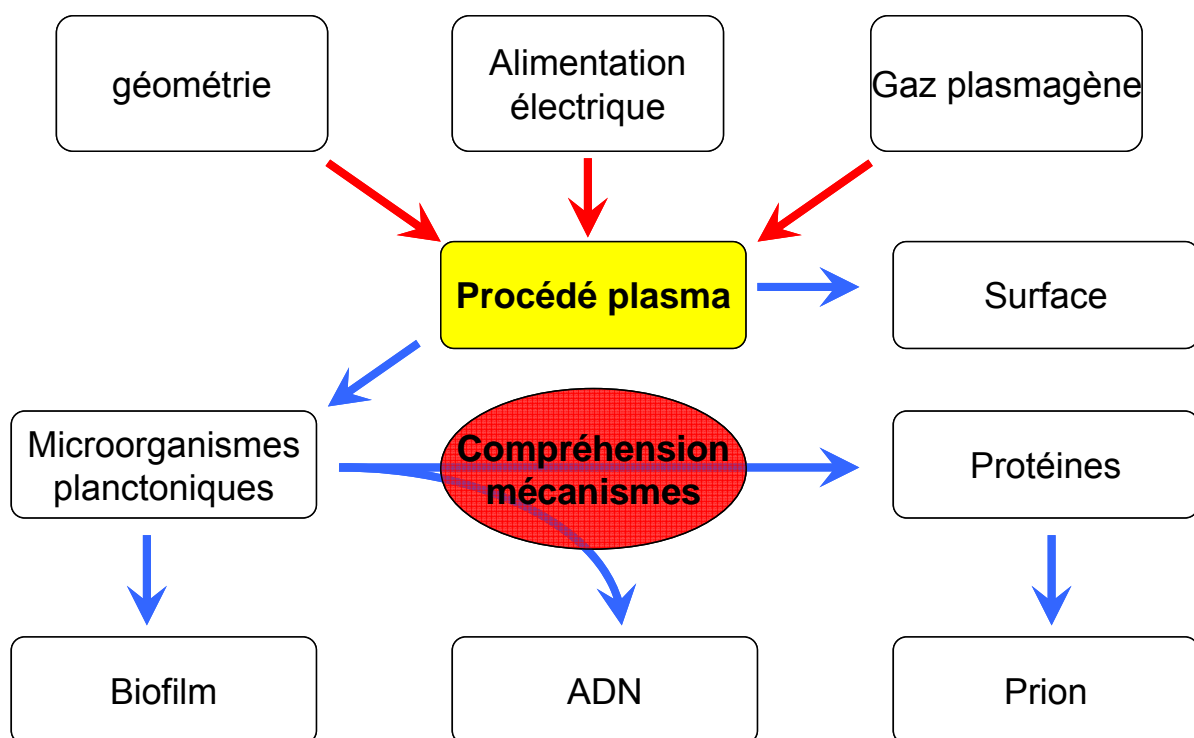 géométrie
Alimentation
électrique
Gaz plasmagène
Procédé plasma
Surface
Microorganismes
planctoniques
Compréhension
mécanismes
Protéines
Biofilm
ADN
Prion